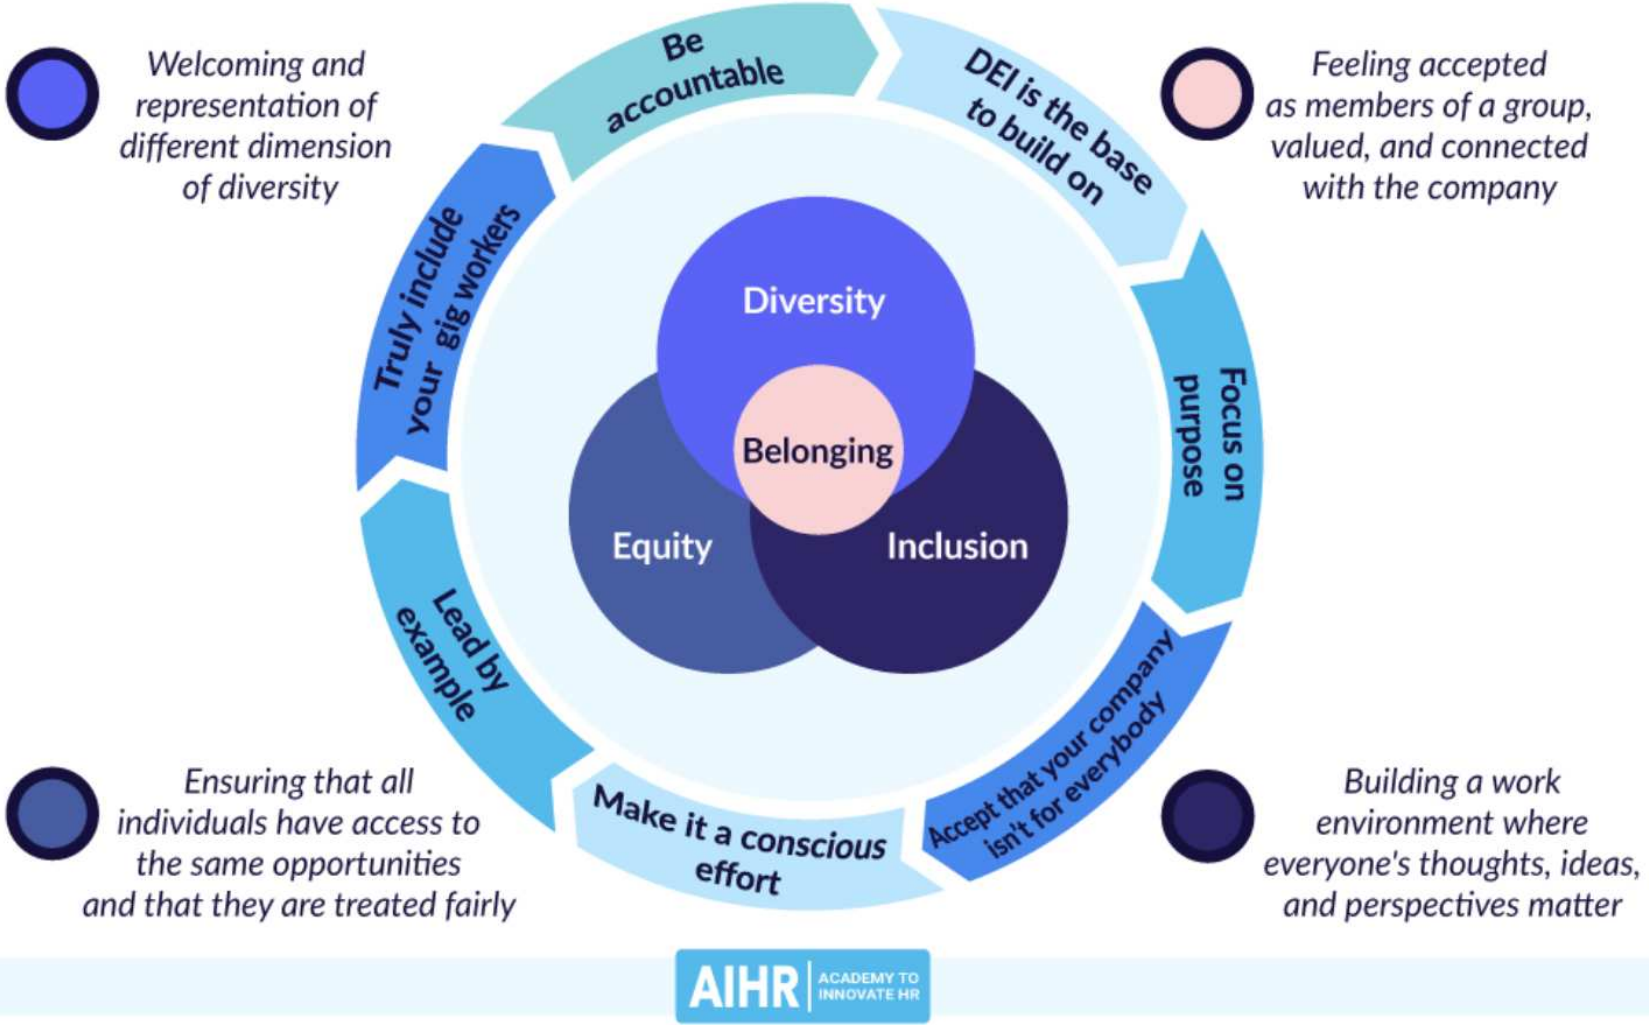 Welcoming and
representation of
different dimension
of diversity
Be
accountable
DEI is the base
to build on
Feeling accepted
as members of a group,
valued, and connected
with the company
Truly include
your gig workers
Focus on
purpose
Diversity
Belonging
Equity
Inclusion
Lead by
example
Make it a conscious
effort
Accept that your company
isn't for everybody
Ensuring that all
individuals have access to
the same opportunities
and that they are treated fairly
Building a work
environment where
everyone's thoughts, ideas,
and perspectives matter
AIHR
ACADEMY TO
INNOVATE HR